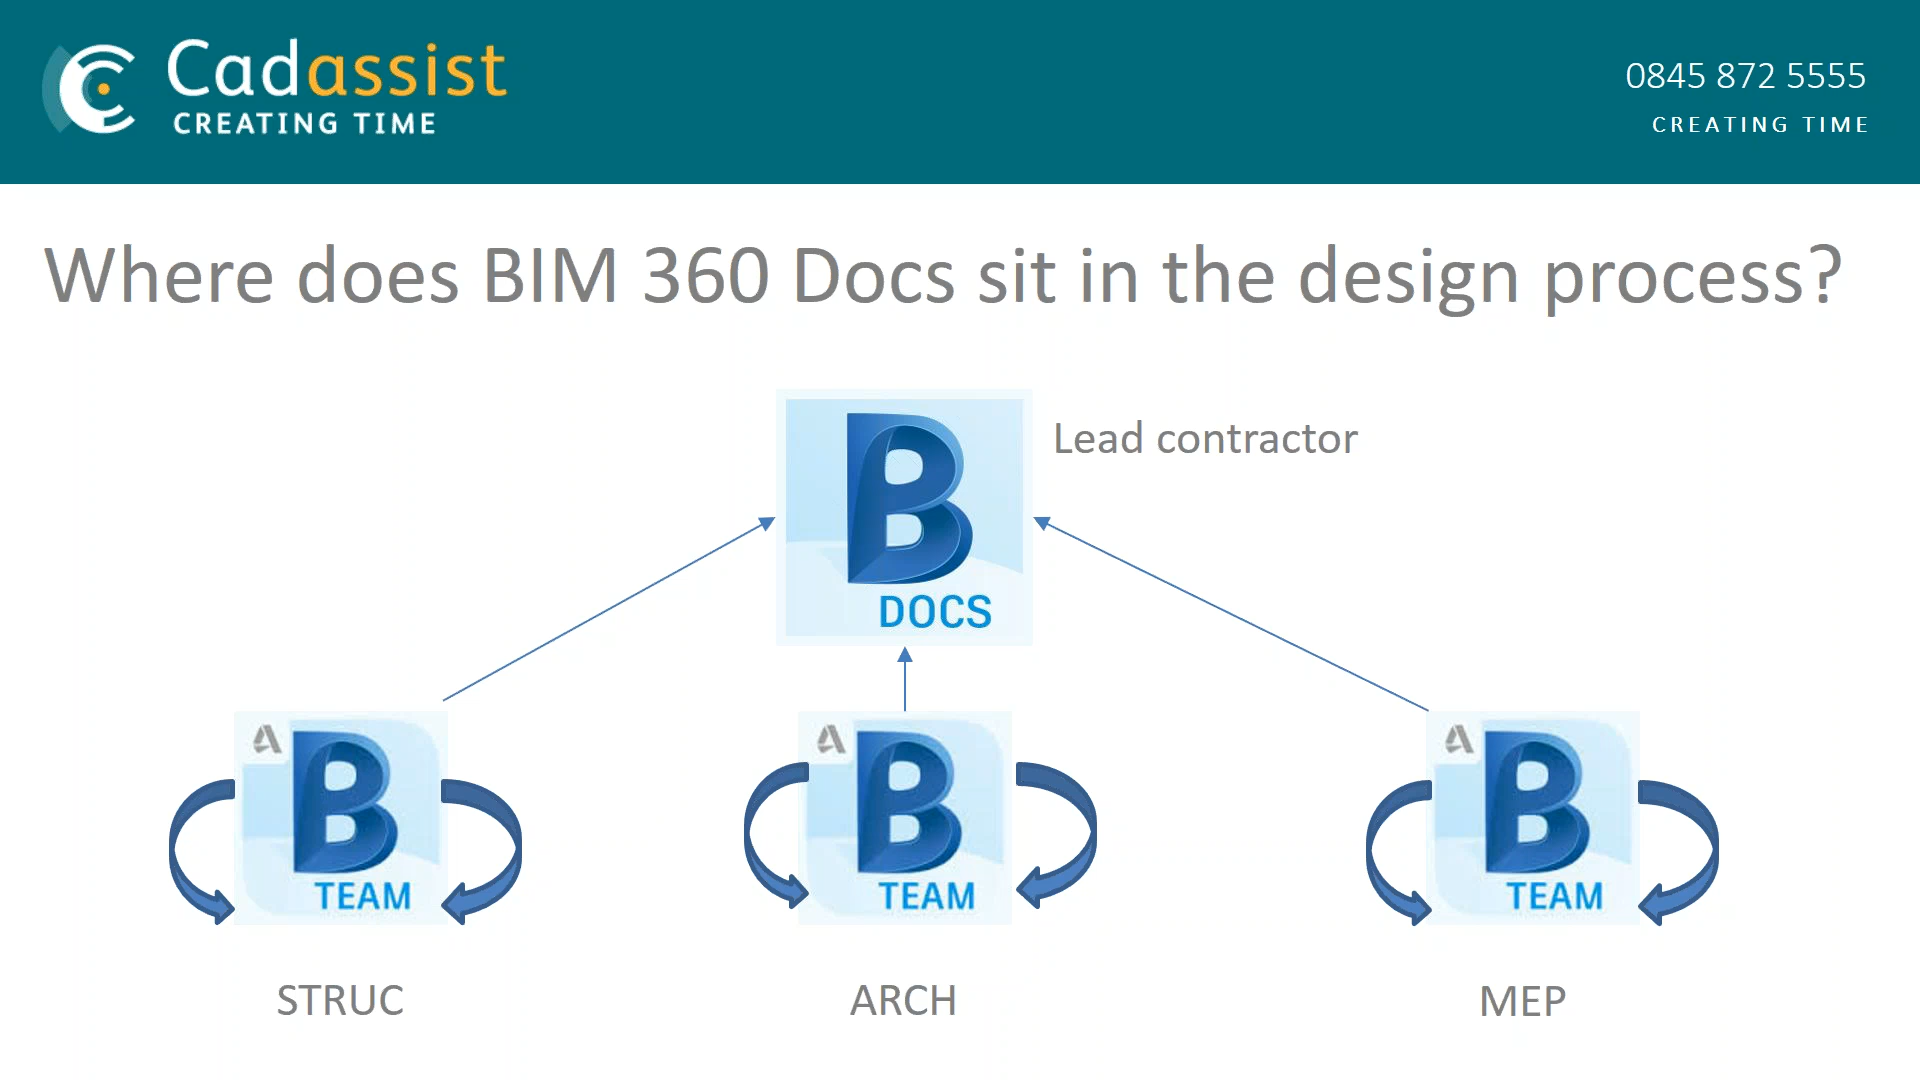 Cadassist
CREATING TIME
0845 872 5555
CREATING TIME
Where does BIM 360 Docs sit in the design process?
Lead contractor
DOCS
TEAM
TEAM
TEAM
STRUC
ARCH
MEP